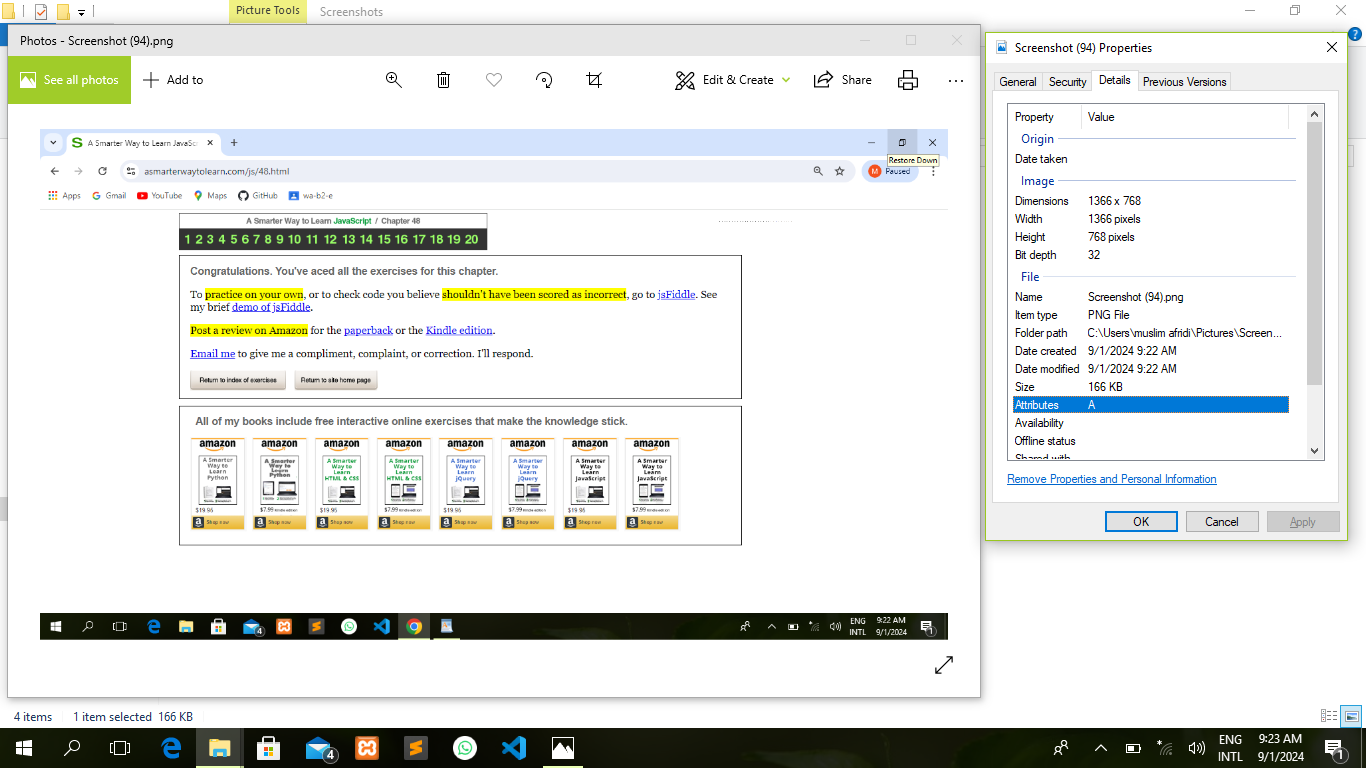 Picture Tools
Screenshots
Photos - Screenshot (94).png
See all photos
Add to
Edit & Create
Share
A Smarter Way to Learn JavaSc
Restore Down
asmarterwaytolearn.com/js/48.html
M
Paused
Apps
Gmail
YouTube
Maps
GitHub
wa-b2-e
A Smarter Way to Learn JavaScript / Chapter 48
1 2 3 4 5 6 7 8 9 10 11 12 13 14 15 16 17 18 19 20
Congratulations. You've aced all the exercises for this chapter.
To practice on your own, or to check code you believe shouldn't have been scored as incorrect, go to jsFiddle. See
my brief demo of jsFiddle.
Post a review on Amazon for the paperback or the Kindle edition.
Email me to give me a compliment, complaint, or correction. I'll respond.
Return to index of exercises
Return to site home page
All of my books include free interactive online exercises that make the knowledge stick.
amazon
A Smarter
Way to
Learn
Python
$19.95
Shop now
amazon
A Smarter
Way to
Learn
Python
$7.99 Kindle edition
Shop now
amazon
A Smarter
Way to
Learn
HTML & CSS
$19.95
Shop now
amazon
A Smarter
Way to
Learn
HTML & CSS
$7.99 Kindle edition
Shop now
amazon
A Smarter
Way to
Learn
jQuery
$19.95
Shop now
amazon
A Smarter
Way to
Learn
jQuery
$7.99 Kindle edition
Shop now
amazon
A Smarter
Way to
Learn
JavaScript
$19.95
Shop now
amazon
A Smarter
Way to
Learn
JavaScript
$7.99 Kindle edition
Shop now
4
ENG
INTL
9:22 AM
9/1/2024
1
Screenshot (94) Properties
General
Security
Details
Previous Versions
Property Value
Origin
Date taken
Image
Dimensions 1366 x 768
Width 1366 pixels
Height 768 pixels
Bit depth 32
File
Name Screenshot (94).png
Item type PNG File
Folder path C:\Users\muslim afridi\Pictures\Screen...
Date created 9/1/2024 9:22 AM
Date modified 9/1/2024 9:22 AM
Size 166 KB
Attributes A
Availability
Offline status
Shared with
Remove Properties and Personal Information
OK
Cancel
Apply
4 items
1 item selected 166 KB
4
ENG
INTL
9:23 AM
9/1/2024
1